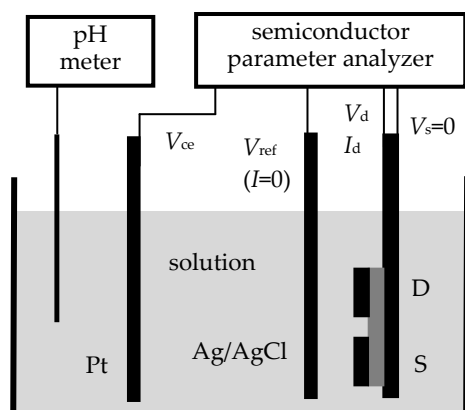 pH
meter
semiconductor
parameter analyzer
Vce
Vref
(I=0)
Vd
Id
Vs=0
solution
D
Pt
Ag/AgCl
S